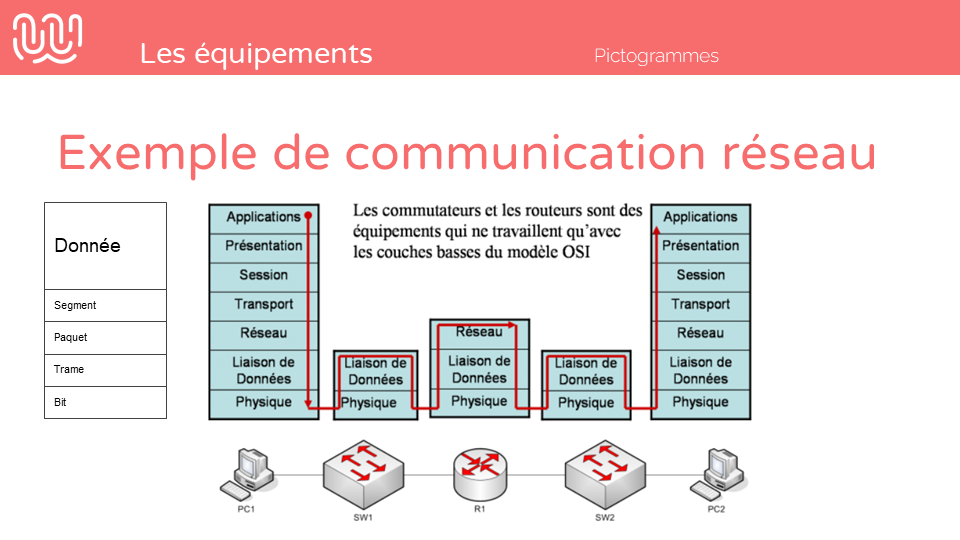 Les équipements
Pictogrammes
Exemple de communication réseau
Donnée
Segment
Paquet
Trame
Bit
Applications
Présentation
Session
Transport
Réseau
Liaison de
Données
Physique
Les commutateurs et les routeurs sont des
équipements qui ne travaillent qu'avec
les couches basses du modèle OSI
Liaison de
Données
Physique
Réseau
Liaison de
Données
Physique
Liaison de
Données
Physique
Applications
Présentation
Session
Transport
Réseau
Liaison de
Données
Physique
PC1
SW1
R1
SW2
PC2